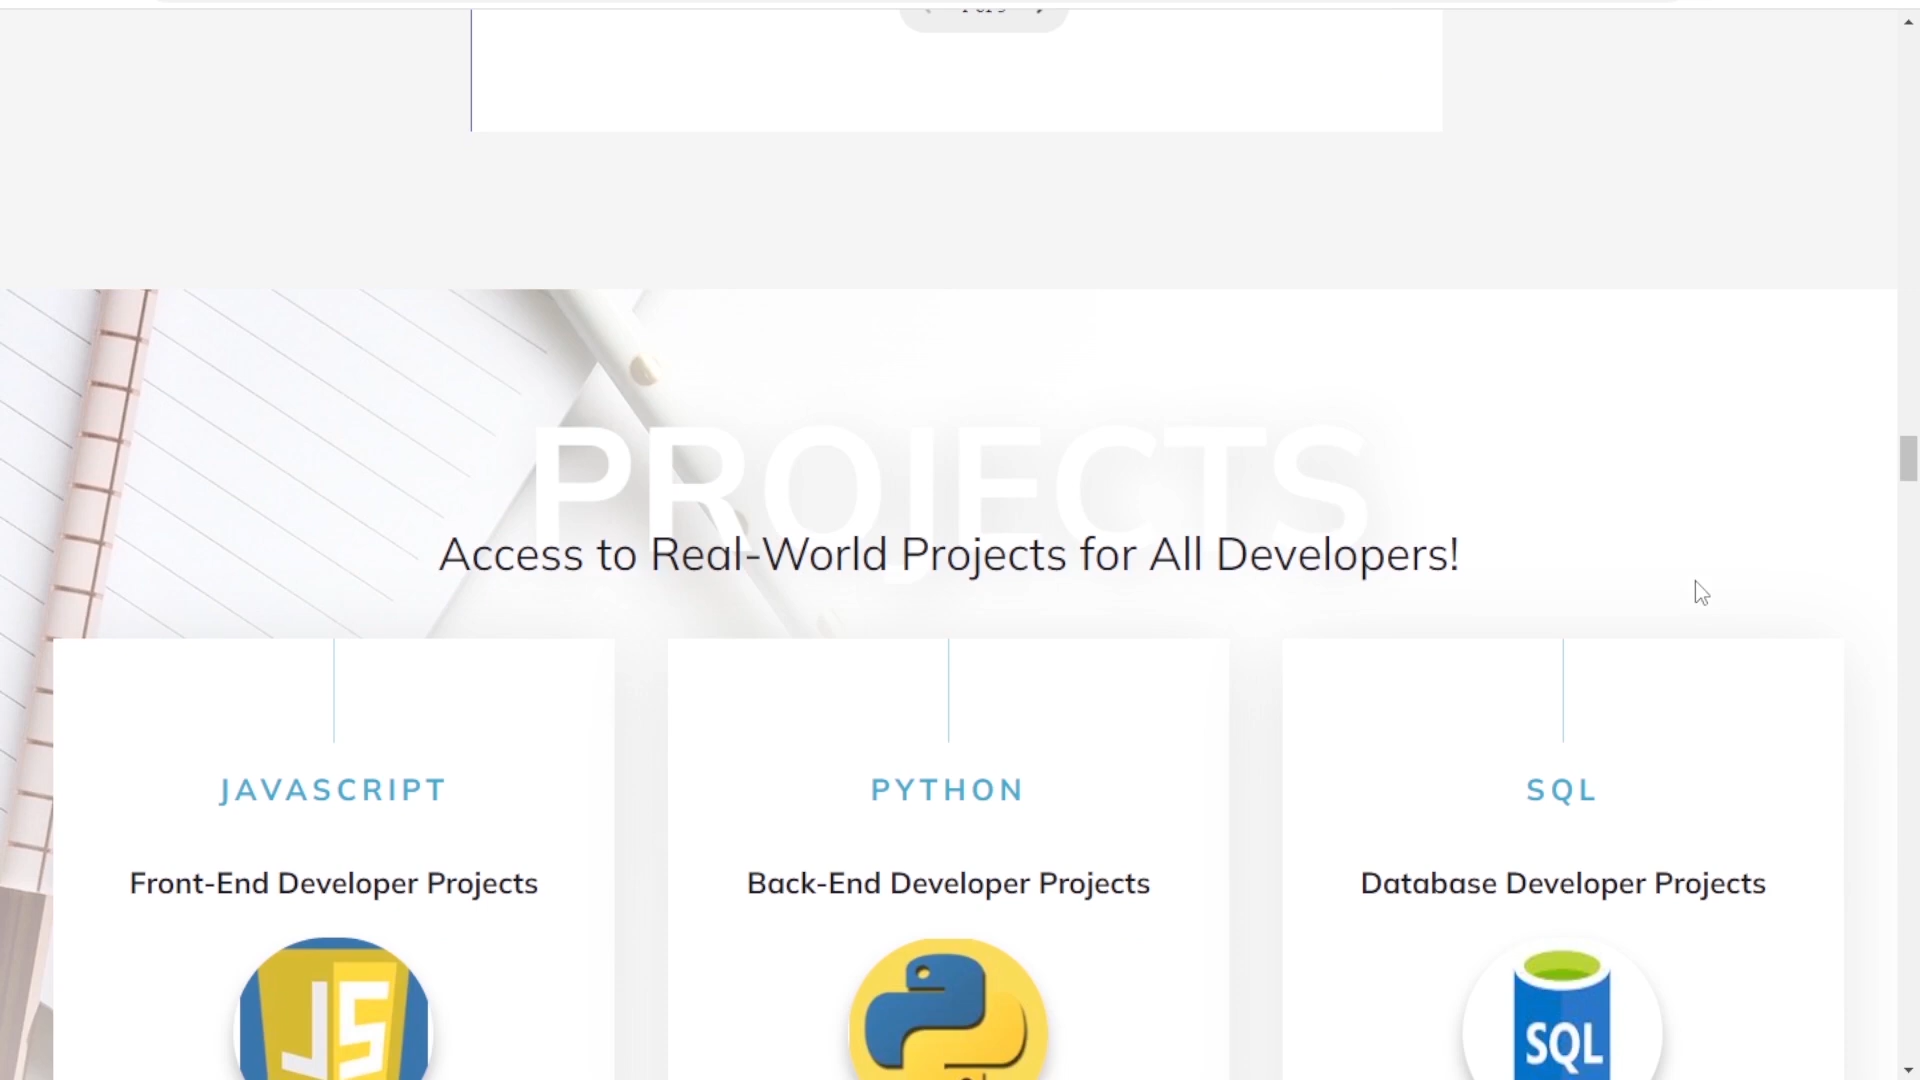 PROJECTS
Access to Real-World Projects for All Developers!
JAVASCRIPT
PYTHON
SQL
Front-End Developer Projects
Back-End Developer Projects
Database Developer Projects
JS
SQL